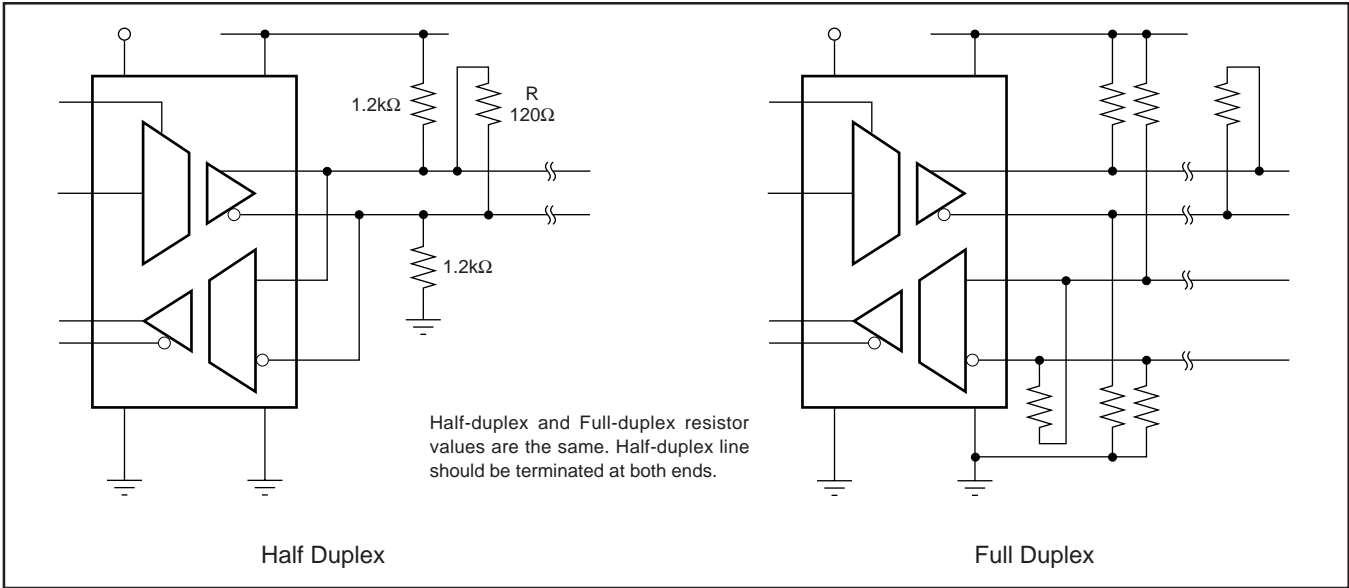 1.2kΩ
R
120Ω
1.2kΩ
Half-duplex and Full-duplex resistor
values are the same. Half-duplex line
should be terminated at both ends.
Half Duplex
Full Duplex